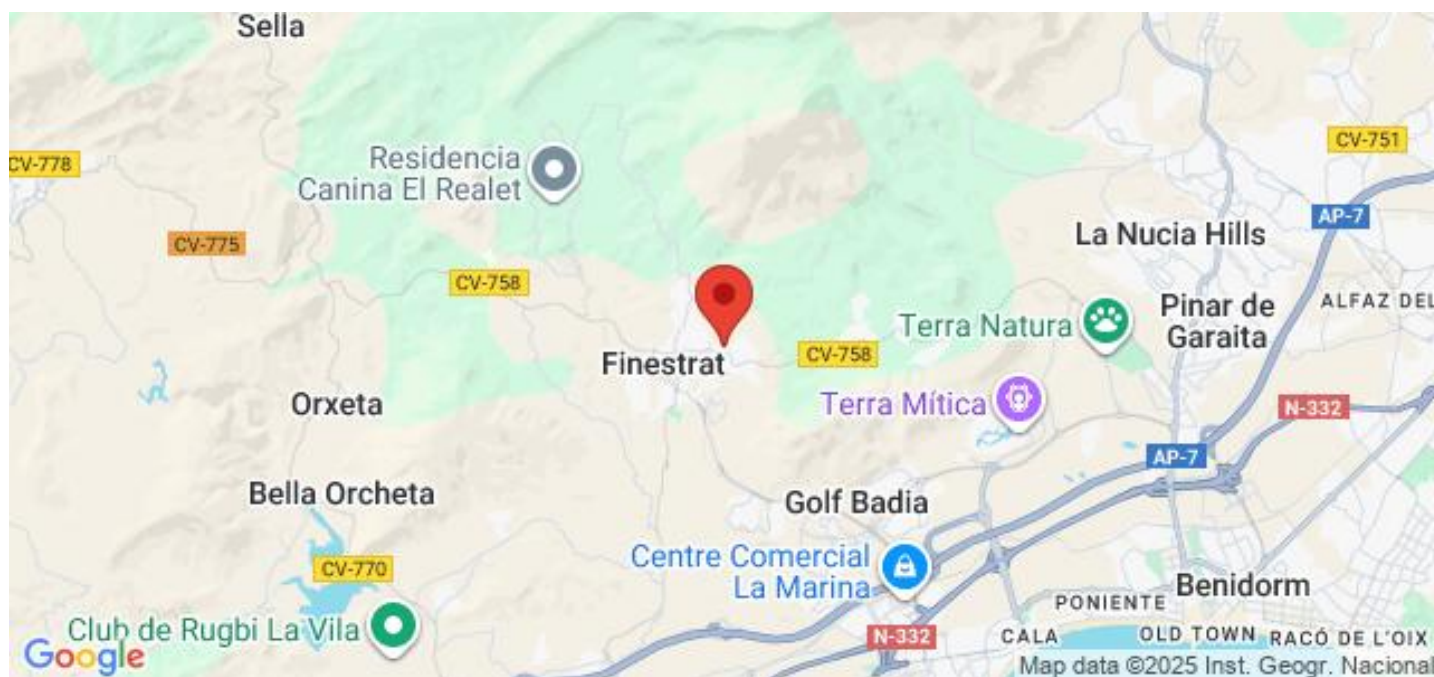 Sella
CV-778
Residencia
Canina El Realet
CV-751
AP-7
CV-775
La Nucia Hills
CV-758
Terra Natura
Pinar de
Garaita
ALFAZ DEL
Finestrat
CV-758
Orxeta
Terra Mítica
N-332
AP-7
Bella Orcheta
Golf Badia
Centre Comercial
La Marina
CV-770
Benidorm
PONIENTE
Club de Rugbi La Vila
N-332
CALA
OLD TOWN
RACÓ DE L'OIX
Google
Map data ©2025 Inst. Geogr. Nacional